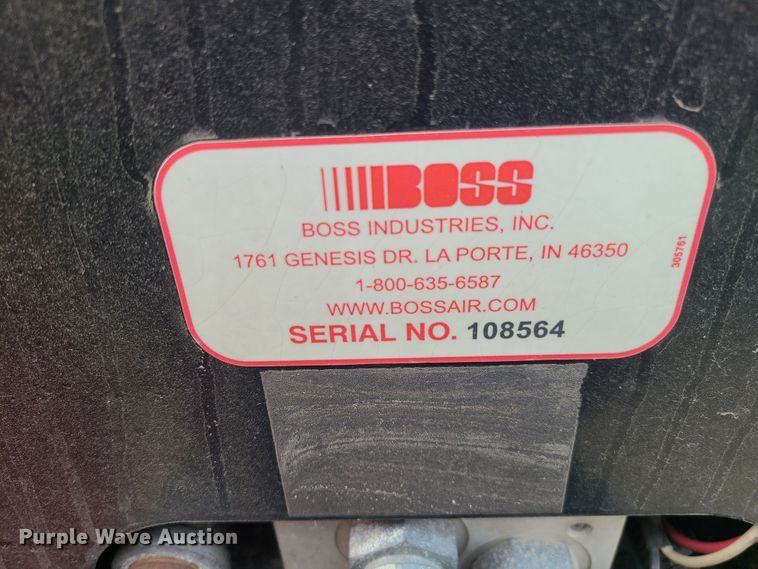 BOSS
BOSS INDUSTRIES, INC.
1761 GENESIS DR. LA PORTE, IN 46350
1-800-635-6587
WWW.BOSSAIR.COM
SERIAL NO. 108564
305761
Purple Wave Auction